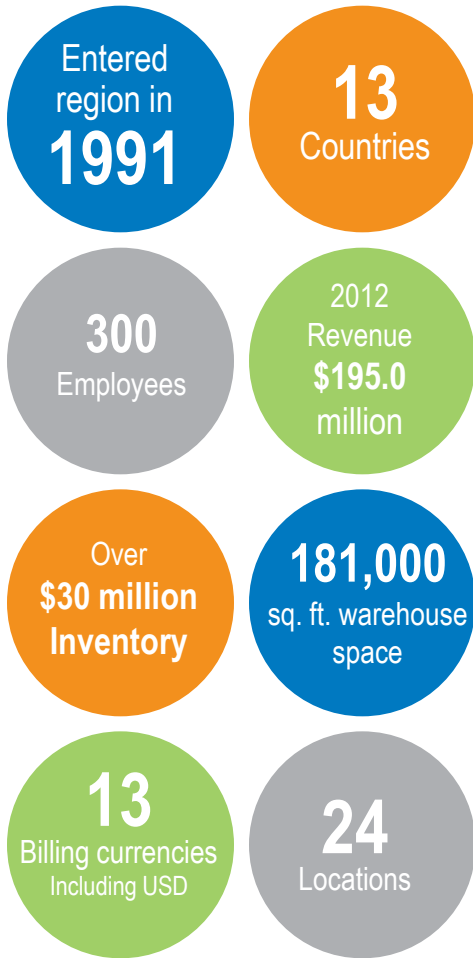 Entered
region in
1991
13
Countries
300
Employees
2012
Revenue
$195.0
million
Over
$30 million
Inventory
181,000
sq. ft. warehouse
space
13
Billing currencies
Including USD
24
Locations